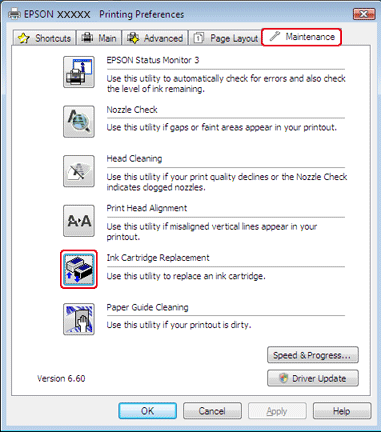 EPSON XXXXX Printing Preferences
Shortcuts Main Advanced 1 Page Layout Maintenance
EPSON Status Monitor 3
Use this utility to automatically check for errors and also check
the level of ink remaining.
Nozzle Check
Use this utility if gaps or faint areas appear in your printout.
Head Cleaning
Use this utility if your print quality declines or the Nozzle Check
indicates clogged nozzles.
Print Head Alignment
A A
Use this utility if misaligned vertical lines appear in your
printout.
Ink Cartridge Replacement
Use this utility to replace an ink cartridge.
Paper Guide Cleaning
Use this utility if your printout is dirty.
Speed & Progress...
Version 6.60
Driver Update
OK Cancel Apply Help